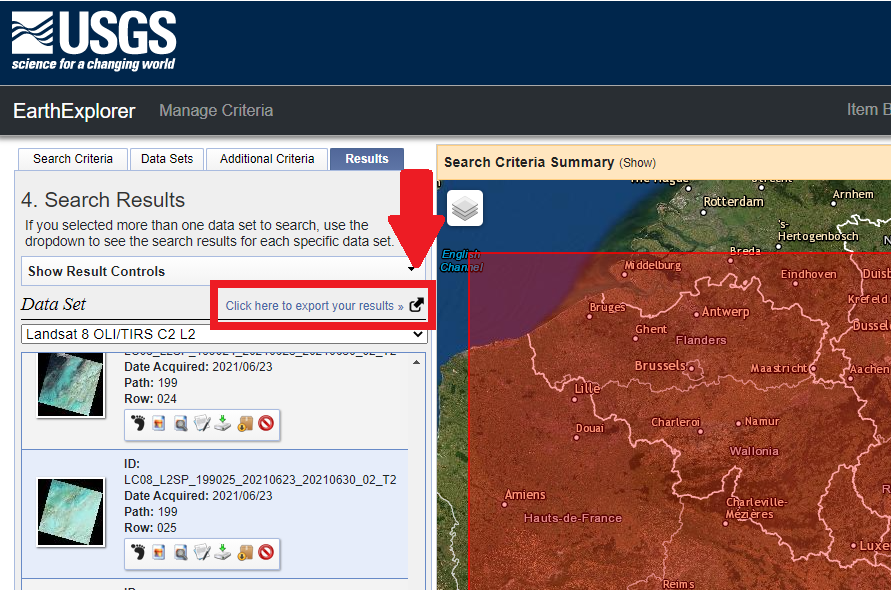 USGS
science for a changing world
EarthExplorer
Manage Criteria
Item B
Search Criteria
Data Sets
Additional Criteria
Results
4. Search Results
If you selected more than one data set to search, use the
dropdown to see the search results for each specific data set.
Show Result Controls
Data Set
Click here to export your results »
Landsat 8 OLI/TIRS C2 L2
LC08_L2SP_199024_20210623_20210630_02_T2
Date Acquired: 2021/06/23
Path: 199
Row: 024
ID:
LC08_L2SP_199025_20210623_20210630_02_T2
Date Acquired: 2021/06/23
Path: 199
Row: 025
ID:
Search Criteria Summary (Show)
The Hague
Utrecht
Arnhem
Rotterdam
's-
Hertogenbosch
N
English
Channel
Breda
Middelburg
Eindhoven
Duisb
Krefeld
Bruges
Antwerp
Dussel
Ghent
Flanders
Brussels
Maastricht
Aachen
Lille
Charleroi
Namur
Douai
Wallonia
Amiens
Charleville-
Mézières
Hauts-de-France
R
Luxe
Reims